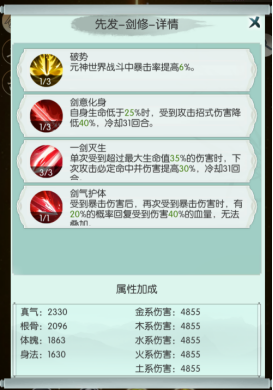 先发-剑修-详情
破势
元神世界战斗中暴击率提高6%。
1/3
剑意化身
自身生命低于25%时，受到攻击招式伤害降
低40%，冷却31回合。
1/1
一剑灭生
单次受到超过最大生命值35%的伤害时，下
次攻击必定命中并伤害提高30%，冷却31回
合。
3/3
剑气护体
受到暴击伤害后，再次受到暴击伤害时，有
20%的概率回复受到伤害40%的血量，无法
叠加。
1/1
属性加成
真气：2330
金系伤害：4855
根骨：2096
木系伤害：4855
体魄：1863
水系伤害：4855
身法：1630
火系伤害：4855
土系伤害：4855